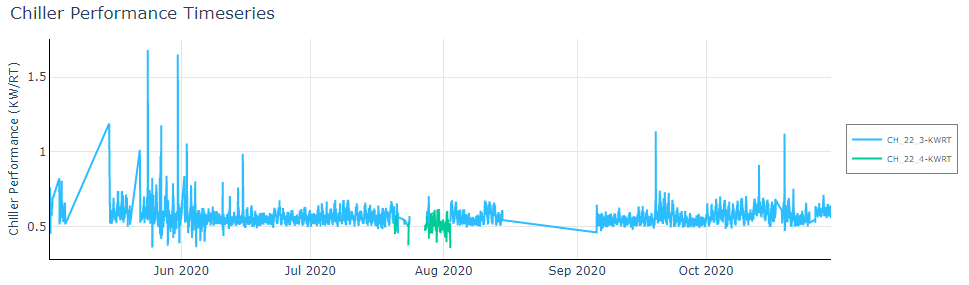 Chiller Performance Timeseries
Chiller Performance (KW/RT)
1.5
1
0.5
Jun 2020
Jul 2020
Aug 2020
Sep 2020
Oct 2020
CH_22_3-KWRT
CH_22_4-KWRT